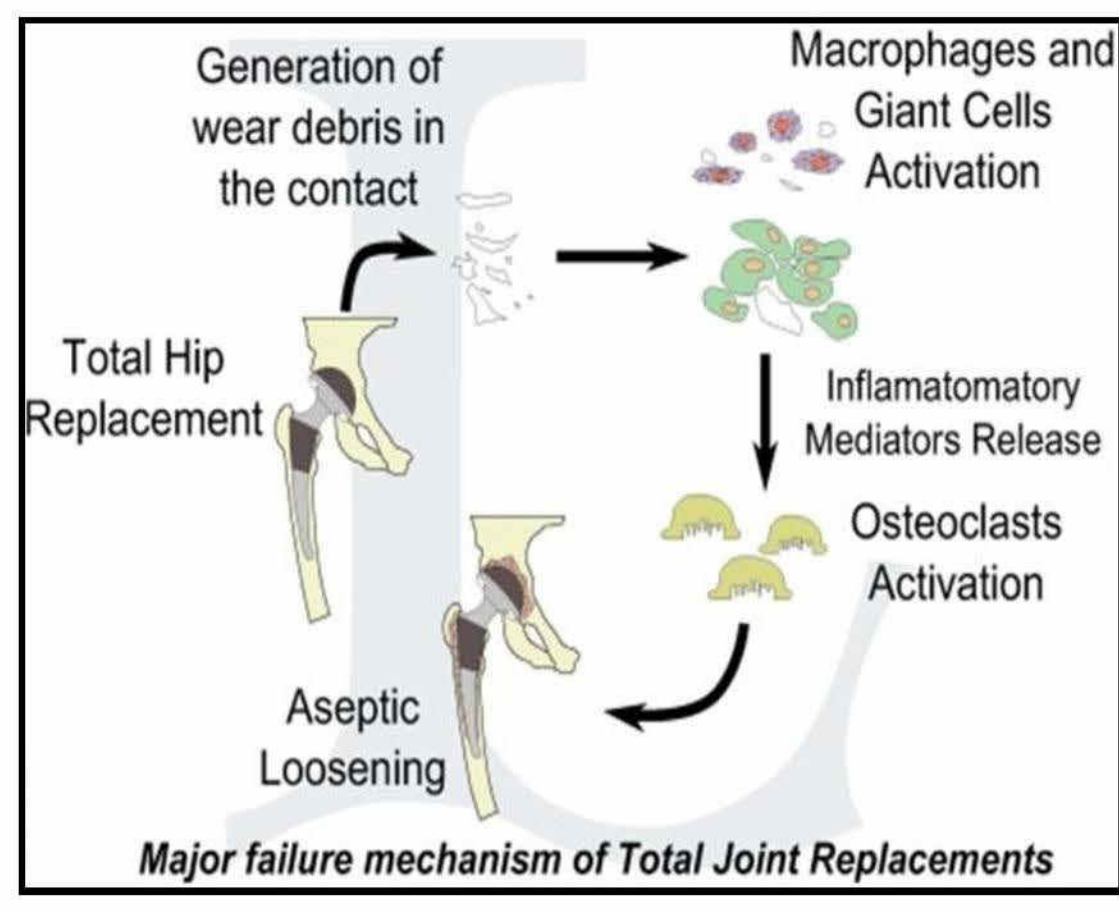 Generation of
wear debris in
the contact
Macrophages and
Giant Cells
Activation
Total Hip
Replacement
Inflamatomatory
Mediators Release
Osteoclasts
Activation
Aseptic
Loosening
Major failure mechanism of Total Joint Replacements